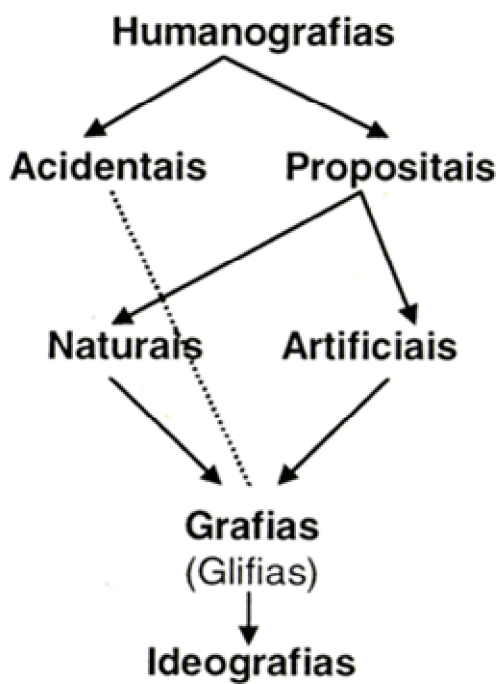 Humanografias
Acidentais Propositais
Naturais Artificiais
Grafias
(Glifias)
Ideografias